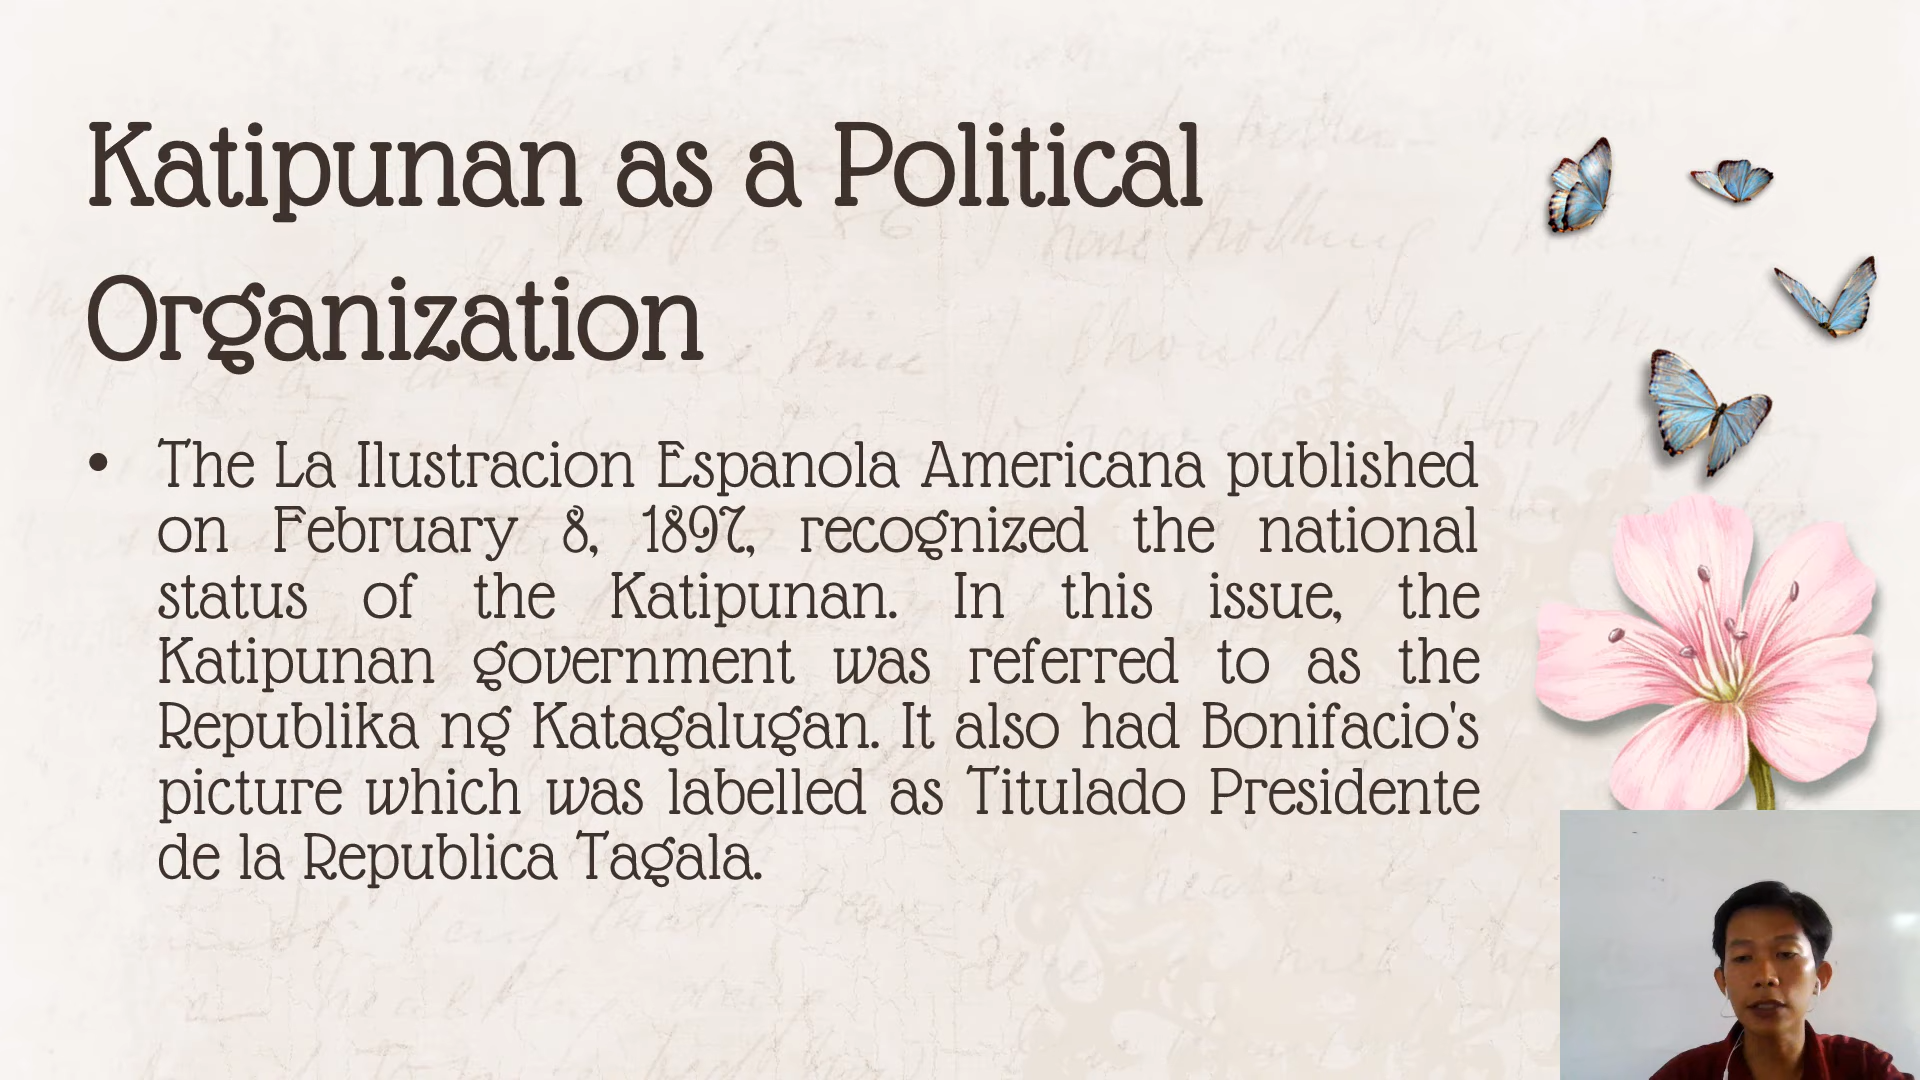 Katipunan as a Political
Organization
• The La Ilustracion Espanola Americana published
on February 8, 1897, recognized the national
status of the Katipunan. In this issue, the
Katipunan government was referred to as the
Republika ng Katagalugan. It also had Bonifacio's
picture which was labelled as Titulado Presidente
de la Republica Tagala.